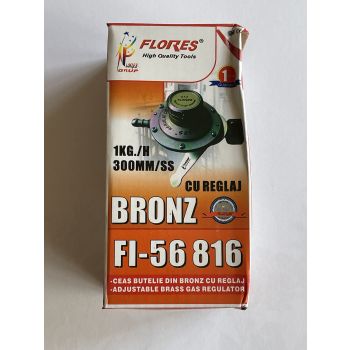 FLORES®
High Quality Tools
GRUP
1
1KG./H
300MM/SS
CU REGLAJ
BRONZ
FI-56 816
-CEAS BUTELIE DIN BRONZ CU REGLAJ
-ADJUSTABLE BRASS GAS REGULATOR